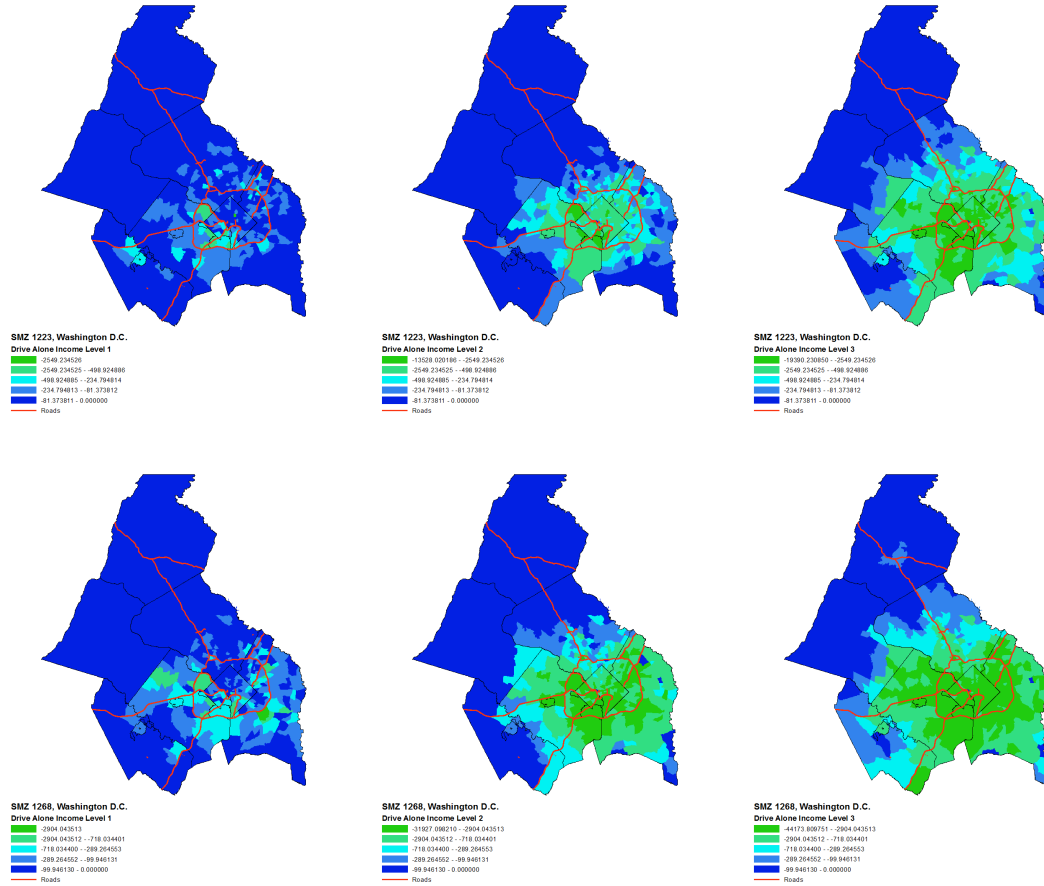 SMZ 1223, Washington D.C.
Drive Alone Income Level 1
-2549.234526
-2549.234525 - -498.924886
-498.924885 - -234.794814
-234.794813 - -81.373812
-81.373811 - 0.000000
Roads
SMZ 1223, Washington D.C.
Drive Alone Income Level 2
-13528.020186 - -2549.234526
-2549.234525 - -498.924886
-498.924885 - -234.794814
-234.794813 - -81.373812
-81.373811 - 0.000000
Roads
SMZ 1223, Washington D.C.
Drive Alone Income Level 3
-19390.230850 - -2549.234526
-2549.234525 - -498.924886
-498.924885 - -234.794814
-234.794813 - -81.373812
-81.373811 - 0.000000
Roads
SMZ 1268, Washington D.C.
Drive Alone Income Level 1
-2904.043513
-2904.043512 - -718.034401
-718.034400 - -289.264553
-289.264552 - -99.946131
-99.946130 - 0.000000
Roads
SMZ 1268, Washington D.C.
Drive Alone Income Level 2
-31927.098210 - -2904.043513
-2904.043512 - -718.034401
-718.034400 - -289.264553
-289.264552 - -99.946131
-99.946130 - 0.000000
Roads
SMZ 1268, Washington D.C.
Drive Alone Income Level 3
-44173.809751 - -2904.043513
-2904.043512 - -718.034401
-718.034400 - -289.264553
-289.264552 - -99.946131
-99.946130 - 0.000000
Roads